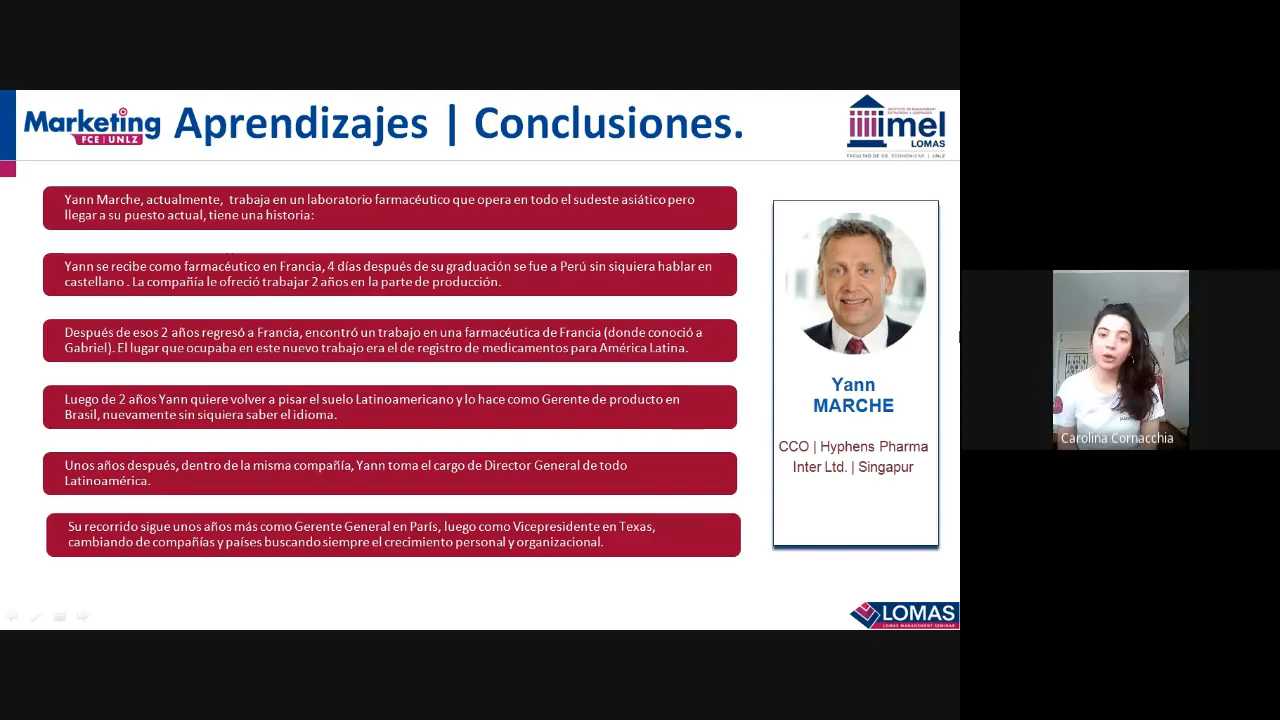 Marketing
FCE | UNLZ
Aprendizajes | Conclusiones.
imel
LOMAS
FACULTAD DE CS. ECONÓMICAS | UNLZ
Yann Marche, actualmente, trabaja en un laboratorio farmacéutico que opera en todo el sudeste asiático pero
llegar a su puesto actual, tiene una historia:
Yann se recibe como farmacéutico en Francia, 4 días después de su graduación se fue a Perú sin siquiera hablar en
castellano . La compañía le ofreció trabajar 2 años en la parte de producción.
Después de esos 2 años regresó a Francia, encontró un trabajo en una farmacéutica de Francia (donde conoció a
Gabriel). El lugar que ocupaba en este nuevo trabajo era el de registro de medicamentos para América Latina.
Luego de 2 años Yann quiere volver a pisar el suelo Latinoamericano y lo hace como Gerente de producto en
Brasil, nuevamente sin siquiera saber el idioma.
Unos años después, dentro de la misma compañía, Yann toma el cargo de Director General de todo
Latinoamérica.
Su recorrido sigue unos años más como Gerente General en París, luego como Vicepresidente en Texas,
cambiando de compañías y países buscando siempre el crecimiento personal y organizacional.
Yann
MARCHE
CCO | Hyphens Pharma
Inter Ltd. | Singapur
Carolina Cornacchia
LOMAS
LOMAS MANAGEMENT SEMINAR